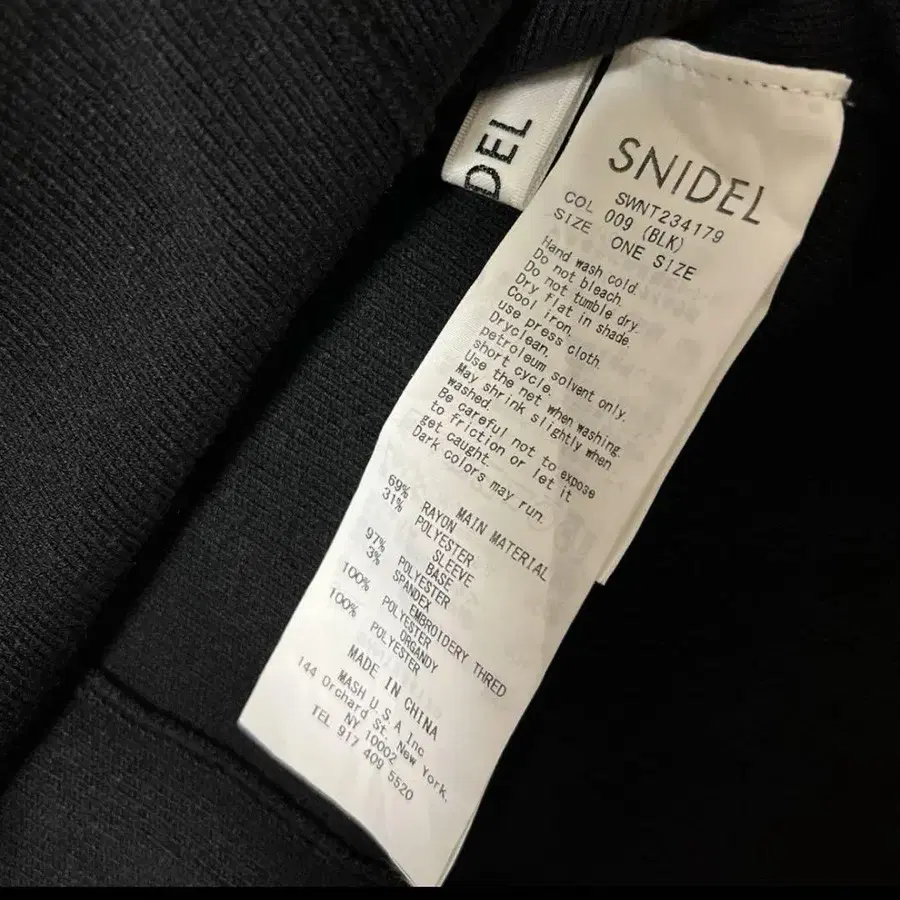 DEL
SNIDEL
SWNT234179
COL 009 (BLK)
SIZE ONE SIZE
Hand wash cold.
Do not bleach.
Do not tumble dry.
Dry flat in shade.
Cool iron.
use press cloth.
Dryclean.
petroleum solvent only.
short cycle.
Use the net when washing.
May shrink slightly when
washed.
Be careful not to expose
to friction or let it
get caught.
Dark colors may run.
MAIN MATERIAL
69% RAYON
31% POLYESTER
SLEEVE
BASE
97% POLYESTER
3% SPANDEX
EMBROIDERY THRED
100% POLYESTER
ORGANDY
100% POLYESTER
MADE IN CHINA
MASH U.S.A Inc
144 Orchard St. New York.
NY 10002
TEL 917 409 5520